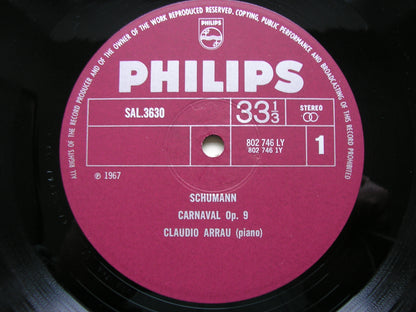 ALL RIGHTS OF THE RECORD PRODUCER AND OF THE OWNER OF THE WORK REPRODUCED RESERVED. COPYING, PUBLIC PERFORMANCE AND BROADCASTING OF THIS RECORD PROHIBITED
PHILIPS
PHILIPS
SAL.3630
33 1/3
STEREO
802 746 LY
802 746 1Y
1
℗ 1967
SCHUMANN
CARNAVAL Op. 9
CLAUDIO ARRAU (piano)